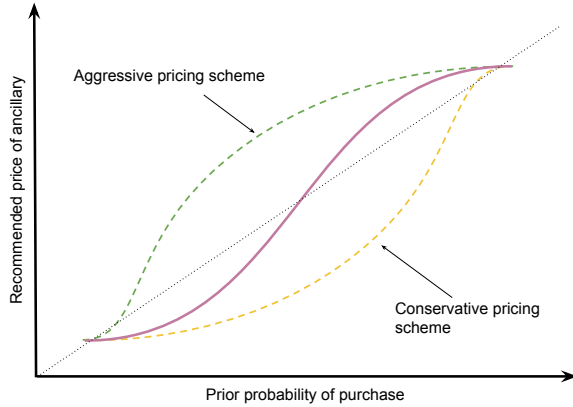 Aggressive pricing scheme
Recommended price of ancillary
Conservative pricing
scheme
Prior probability of purchase